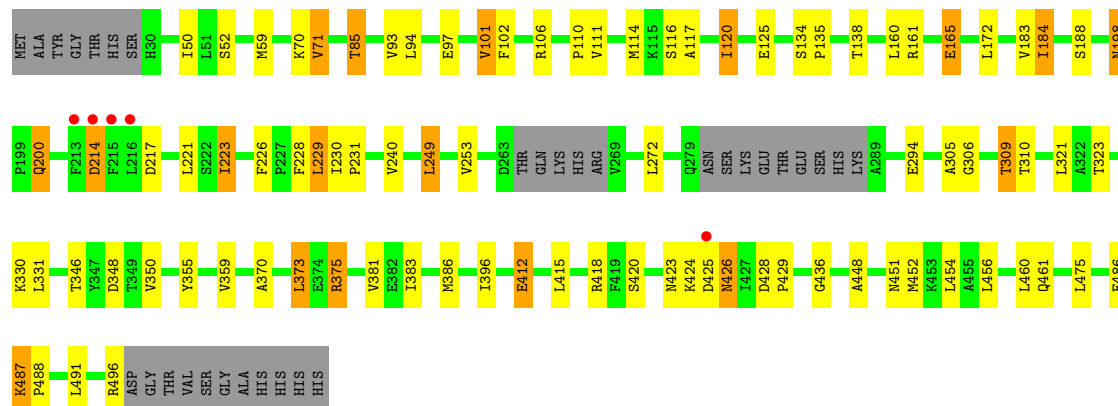 MET ALA TYR GLY THR HIS SER H30 I50 L51 S52 M59 K70 V71 T85 V93 L94 E97 V101 F102 R106 P110 V111 M114 K115 S116 A117 I120 E125 S134 P135 T138 L160 R161 E165 L172 V183 I184 S188
P199 Q200 F213 D214 F215 L216 D217 L221 S222 I223 F226 P227 F228 L229 I230 P231 V240 L249 V253 D263 THR GLN LYS HIS ARG V269 L272 Q279 ASN SER LYS GLU THR GLU SER HIS LYS A289 E294 A305 G306 T309 T310 L321 A322 T323
K330 L331 T346 Y347 D348 T349 V350 Y355 V359 A370 L373 E374 R375 V381 E382 I383 M386 I396 E412 L415 R418 F419 S420 N423 K424 D425 N426 I427 D428 P429 G436 A448 N451 M452 K453 L454 A455 L456 L460 Q461 L475
K487 P488 L491 R496 ASP GLY THR VAL SER GLY ALA HIS HIS HIS HIS